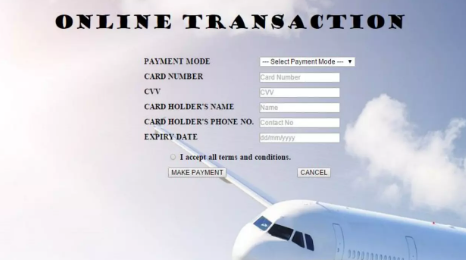 ONLINE TRANSACTION
PAYMENT MODE --- Select Payment Mode ---
CARD NUMBER Card Number
CVV CVV
CARD HOLDER'S NAME Name
CARD HOLDER'S PHONE NO. Contact No
EXPIRY DATE dd/mm/yyyy
I accept all terms and conditions.
MAKE PAYMENT CANCEL